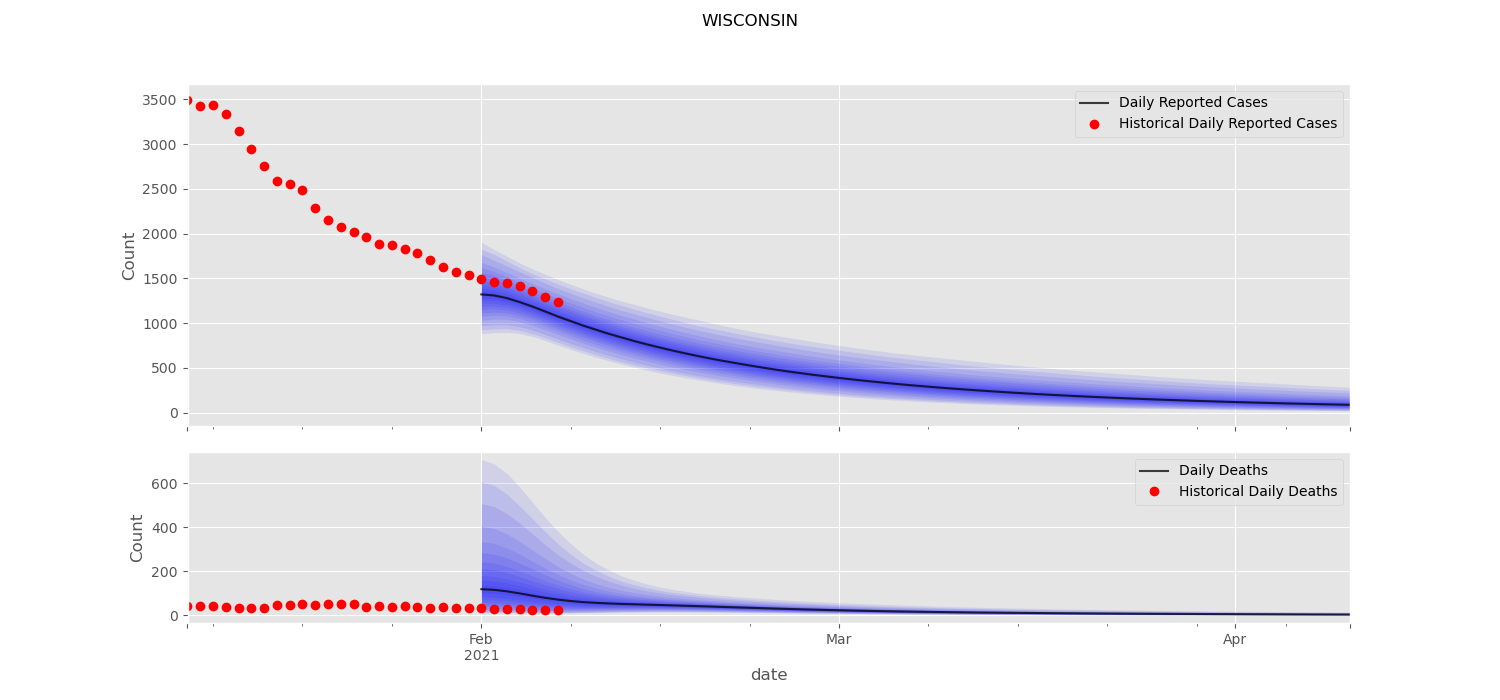 WISCONSIN
3500
3000
2500
2000
1500
1000
500
0
Count
Daily Reported Cases
Historical Daily Reported Cases
600
400
200
0
Count
Daily Deaths
Historical Daily Deaths
Feb
2021
Mar
Apr
date